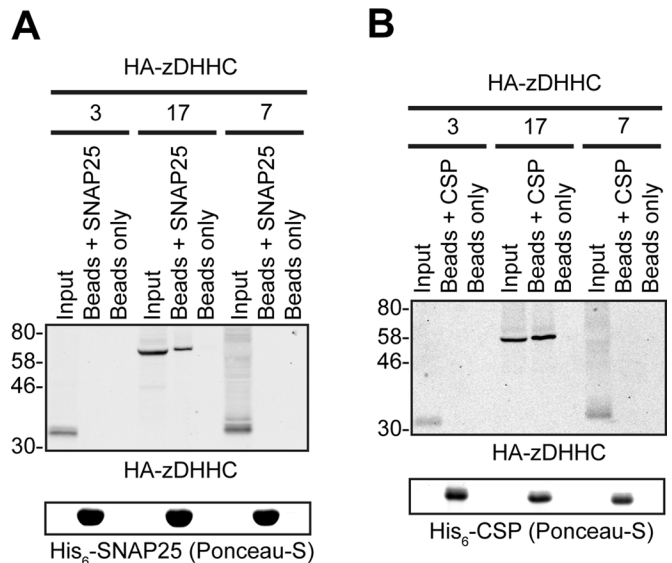 A
HA-zDHHC
3 17 7
Input
Beads + SNAP25
Beads only
Input
Beads + SNAP25
Beads only
Input
Beads + SNAP25
Beads only
80-
58-
46-
30-
HA-zDHHC
His6-SNAP25 (Ponceau-S)
B
HA-zDHHC
3 17 7
Input
Beads + CSP
Beads only
Input
Beads + CSP
Beads only
Input
Beads + CSP
Beads only
80-
58-
46-
30-
HA-zDHHC
His6-CSP (Ponceau-S)